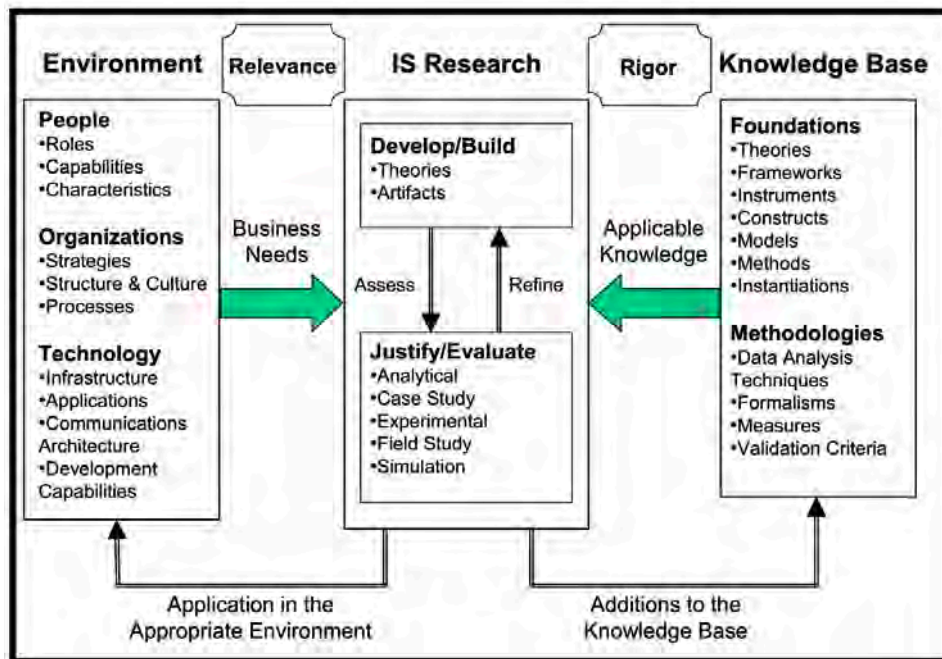 Environment
Relevance
IS Research
Rigor
Knowledge Base
People
•Roles
•Capabilities
•Characteristics
Organizations
•Strategies
•Structure & Culture
•Processes
Technology
•Infrastructure
•Applications
•Communications
Architecture
•Development
Capabilities
Business
Needs
Develop/Build
•Theories
•Artifacts
Assess
Refine
Justify/Evaluate
•Analytical
•Case Study
•Experimental
•Field Study
•Simulation
Applicable
Knowledge
Foundations
•Theories
•Frameworks
•Instruments
•Constructs
•Models
•Methods
•Instantiations
Methodologies
•Data Analysis
Techniques
•Formalisms
•Measures
•Validation Criteria
Application in the
Appropriate Environment
Additions to the
Knowledge Base